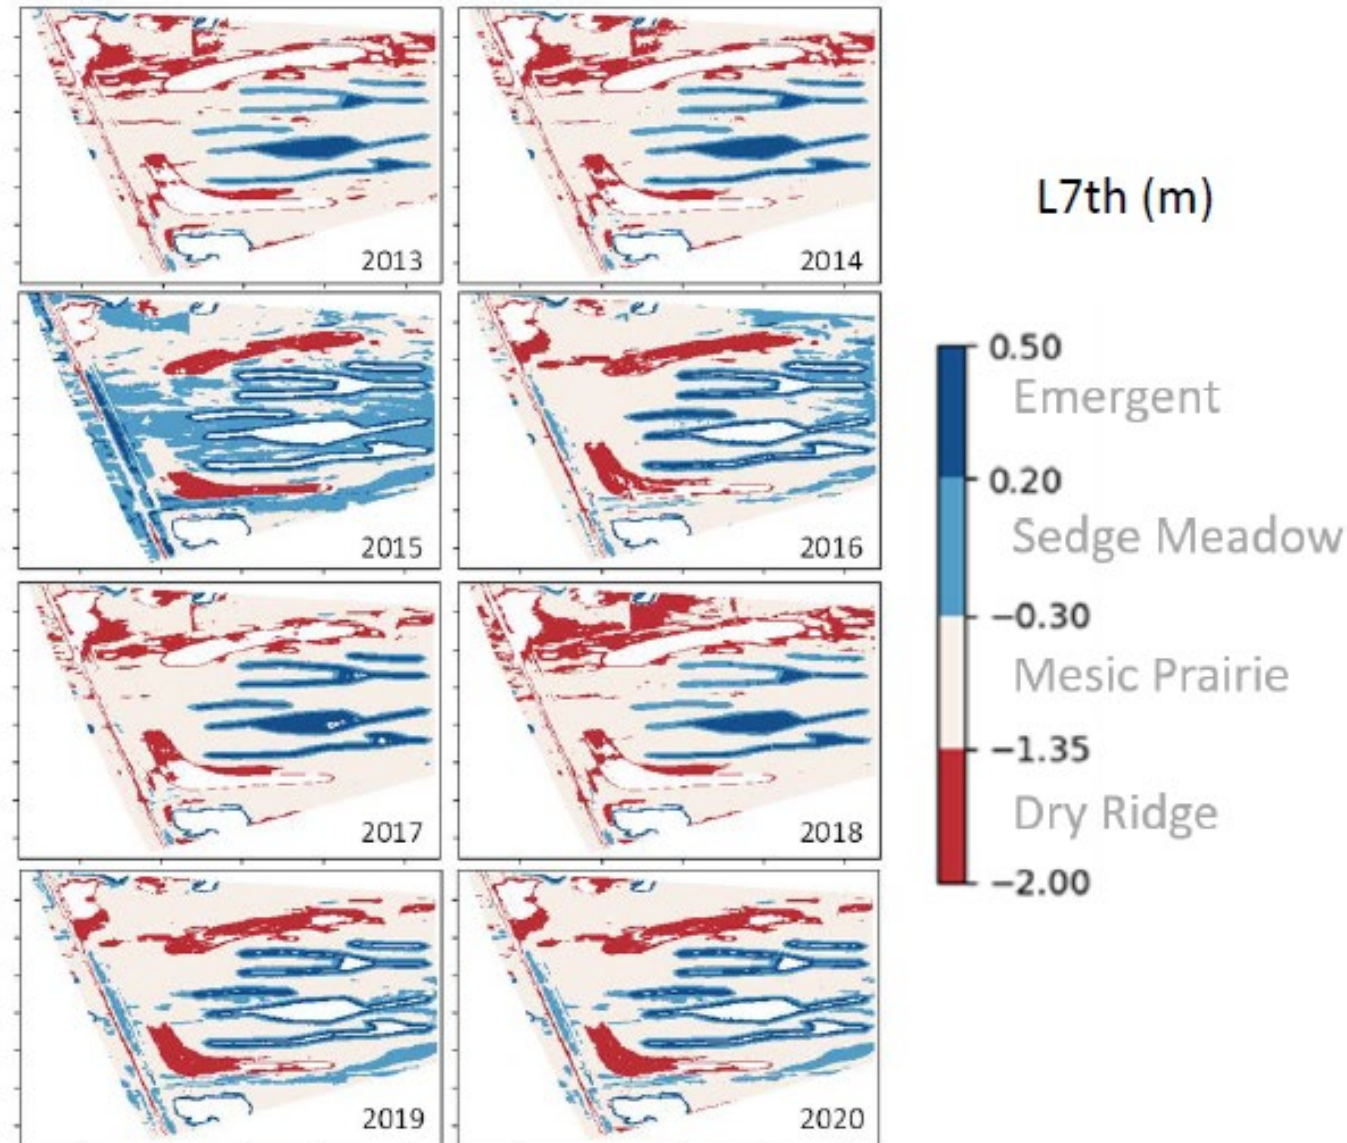 2013
2014
L7th (m)
2015
2016
0.50
Emergent
0.20
Sedge Meadow
−0.30
Mesic Prairie
−1.35
Dry Ridge
−2.00
2017
2018
2019
2020